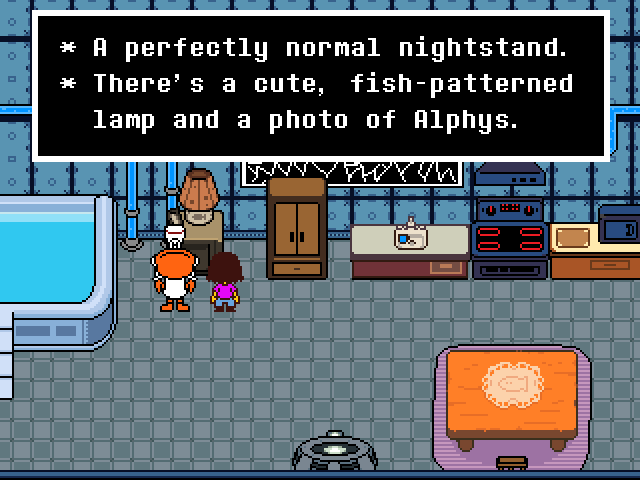 * A perfectly normal nightstand.
* There's a cute, fish-patterned
lamp and a photo of Alphys.